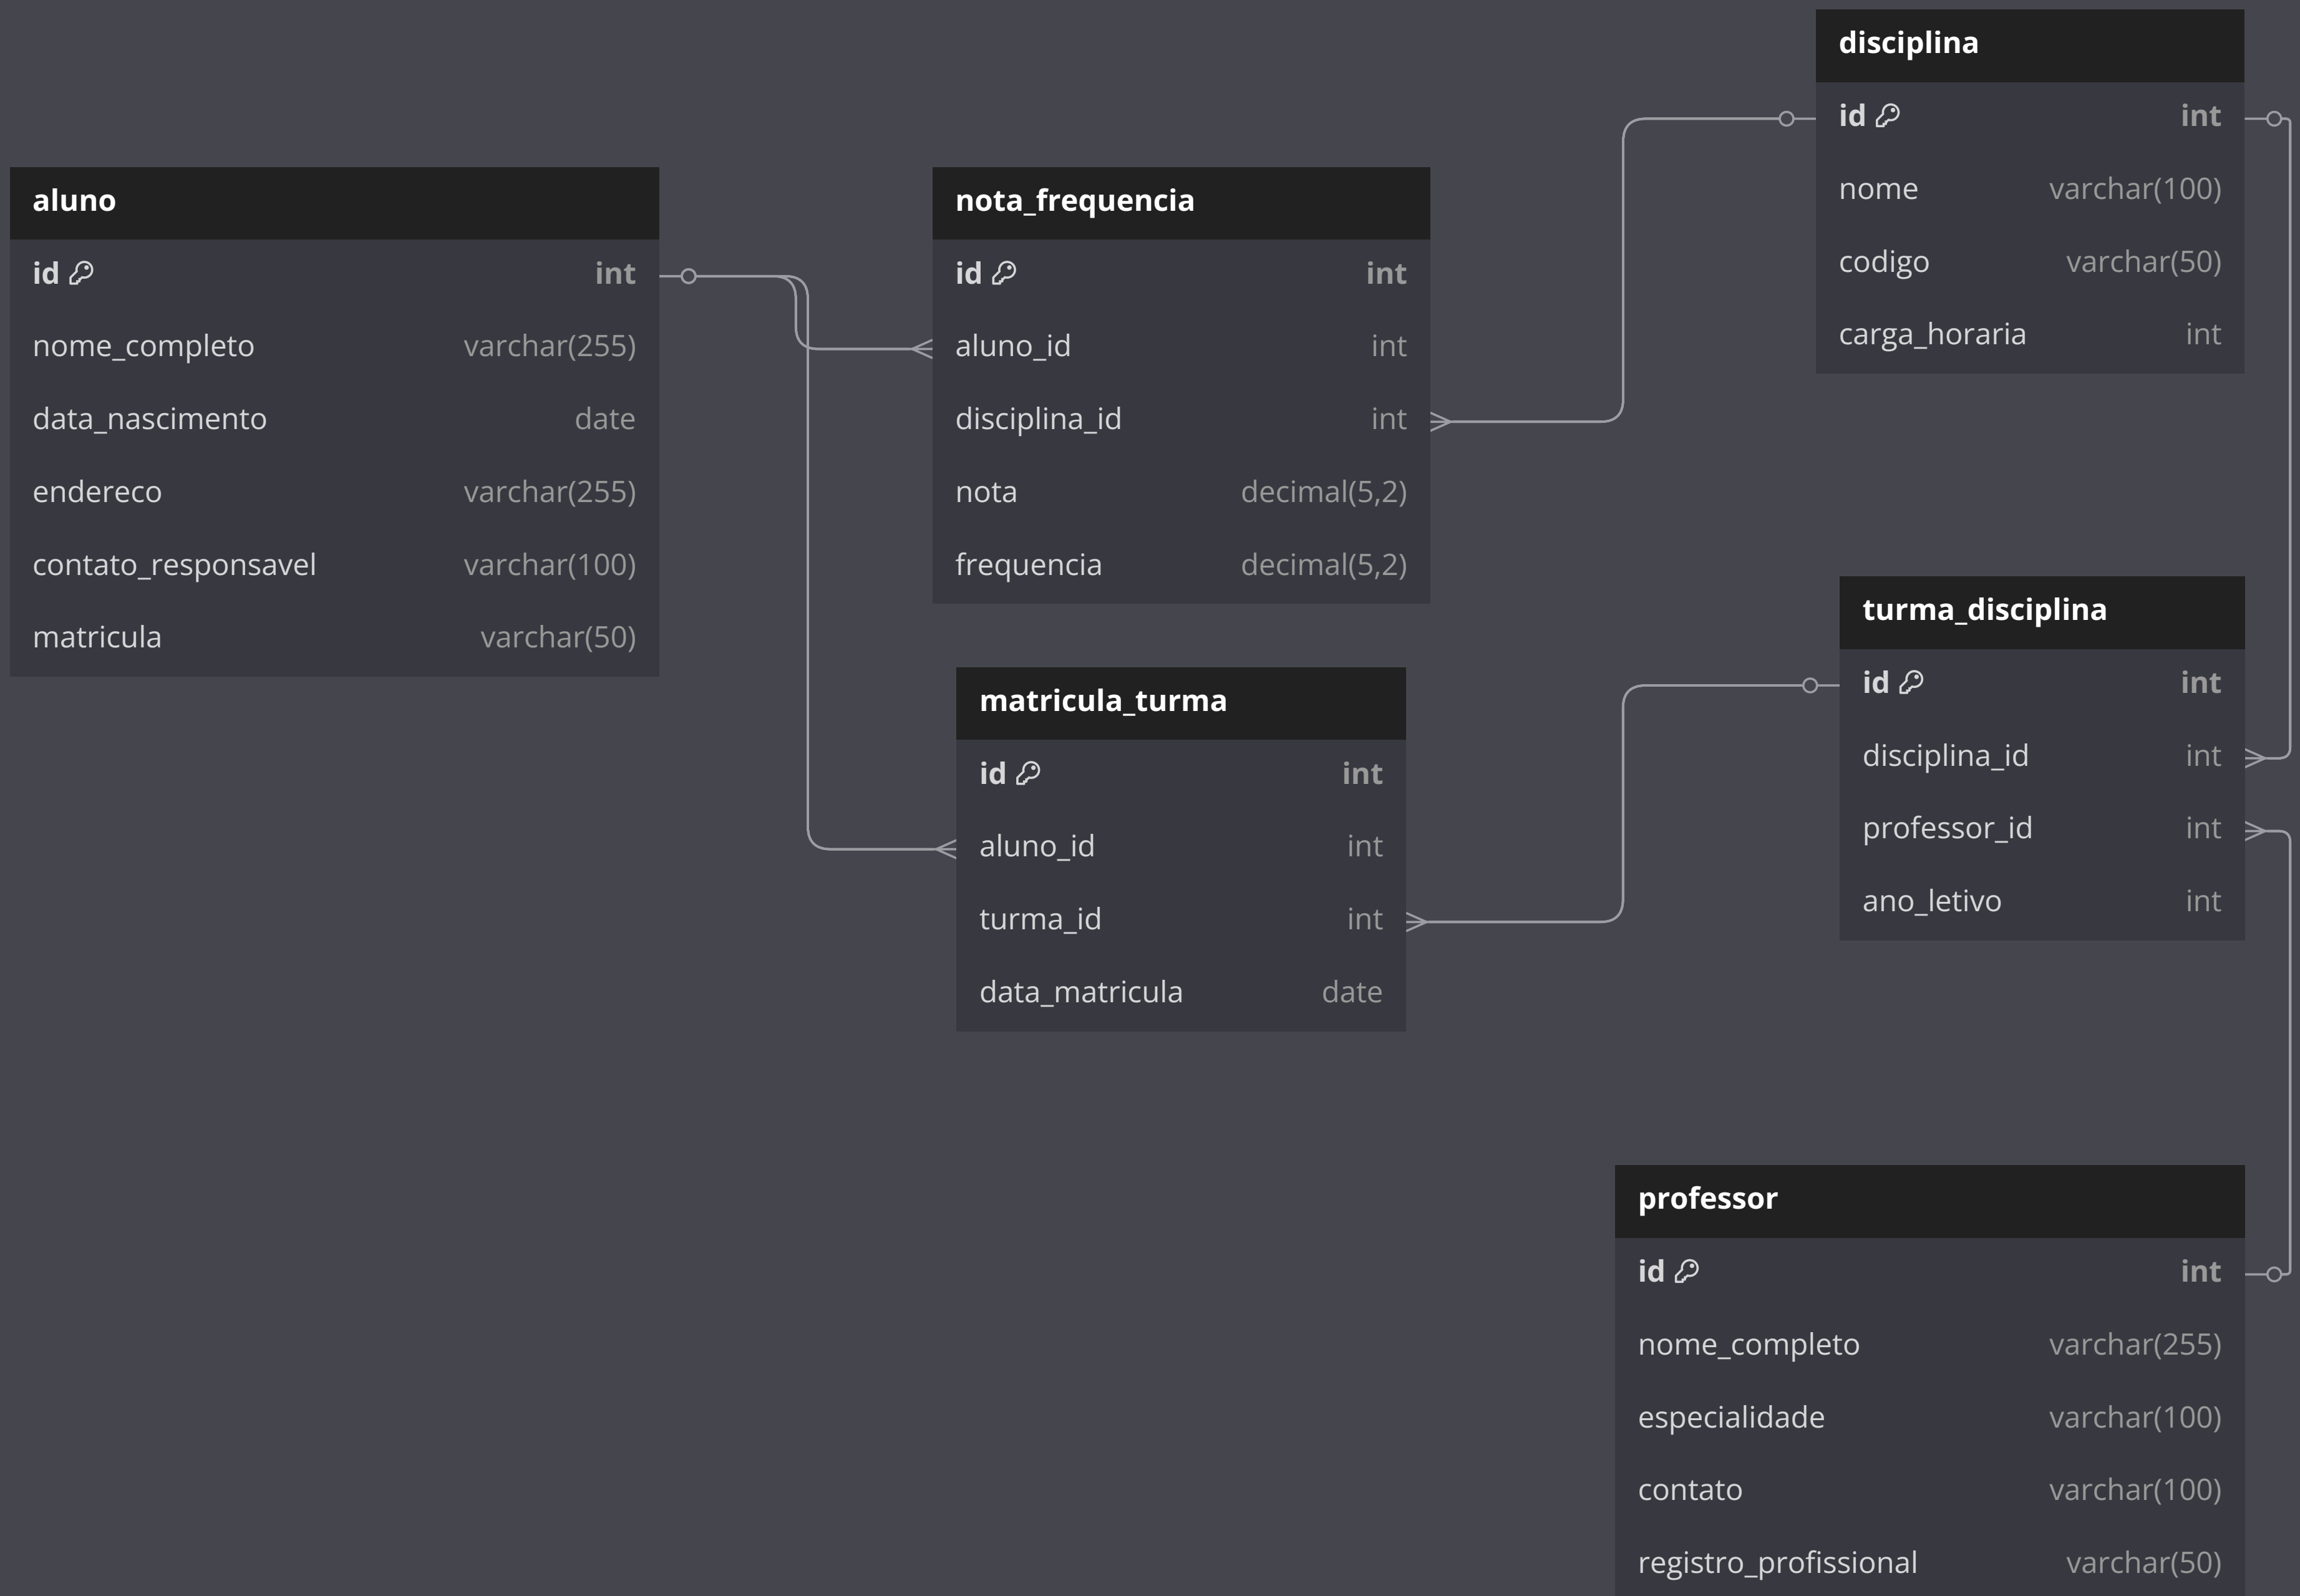 aluno
id int
nome_completo varchar(255)
data_nascimento date
endereco varchar(255)
contato_responsavel varchar(100)
matricula varchar(50)
nota_frequencia
id int
aluno_id int
disciplina_id int
nota decimal(5,2)
frequencia decimal(5,2)
matricula_turma
id int
aluno_id int
turma_id int
data_matricula date
disciplina
id int
nome varchar(100)
codigo varchar(50)
carga_horaria int
turma_disciplina
id int
disciplina_id int
professor_id int
ano_letivo int
professor
id int
nome_completo varchar(255)
especialidade varchar(100)
contato varchar(100)
registro_profissional varchar(50)